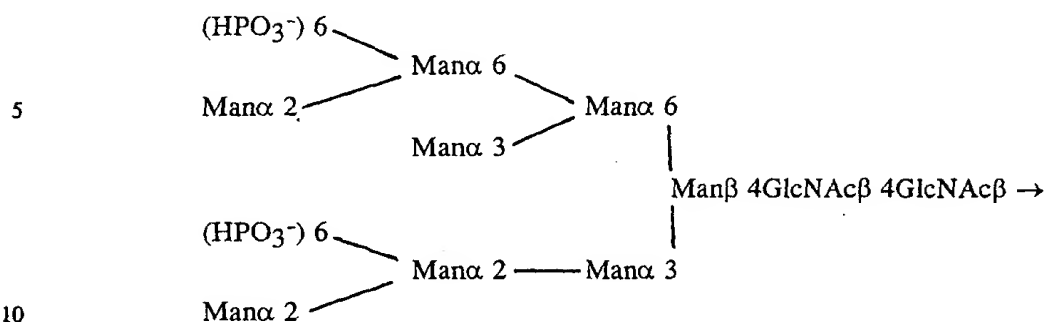 (HPO₃⁻) 6
Manα 6
5 Manα 2 Manα 6
Manα 3
Manβ 4GlcNAcβ 4GlcNAcβ →
(HPO₃⁻) 6
Manα 2 Manα 3
10 Manα 2